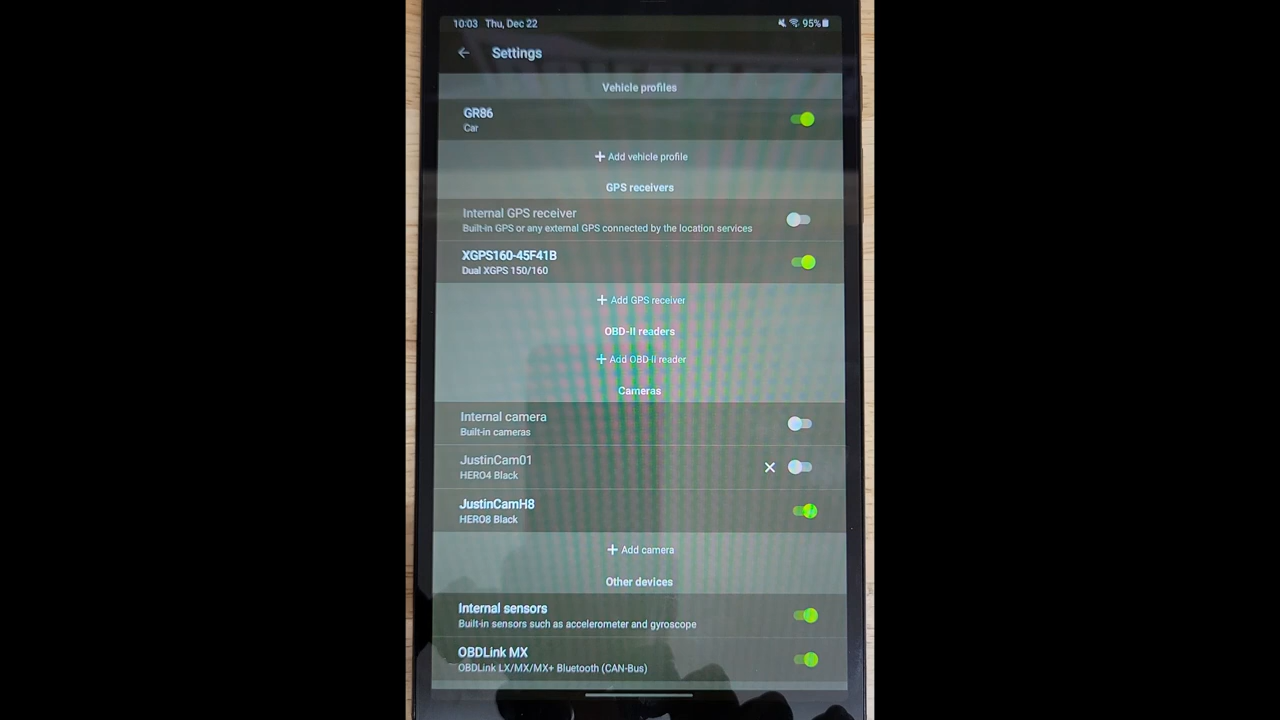 10:03 Thu, Dec 22 95%
Settings
Vehicle profiles
GR86
Car
+ Add vehicle profile
GPS receivers
Internal GPS receiver
Built-in GPS or any external GPS connected by the location services
XGPS160-45F41B
Dual XGPS 150/160
+ Add GPS receiver
OBD-II readers
+ Add OBD-II reader
Cameras
Internal camera
Built-in cameras
JustinCam01
HERO4 Black
JustinCamH8
HERO8 Black
+ Add camera
Other devices
Internal sensors
Built-in sensors such as accelerometer and gyroscope
OBDLink MX
OBDLink LX/MX/MX+ Bluetooth (CAN-Bus)